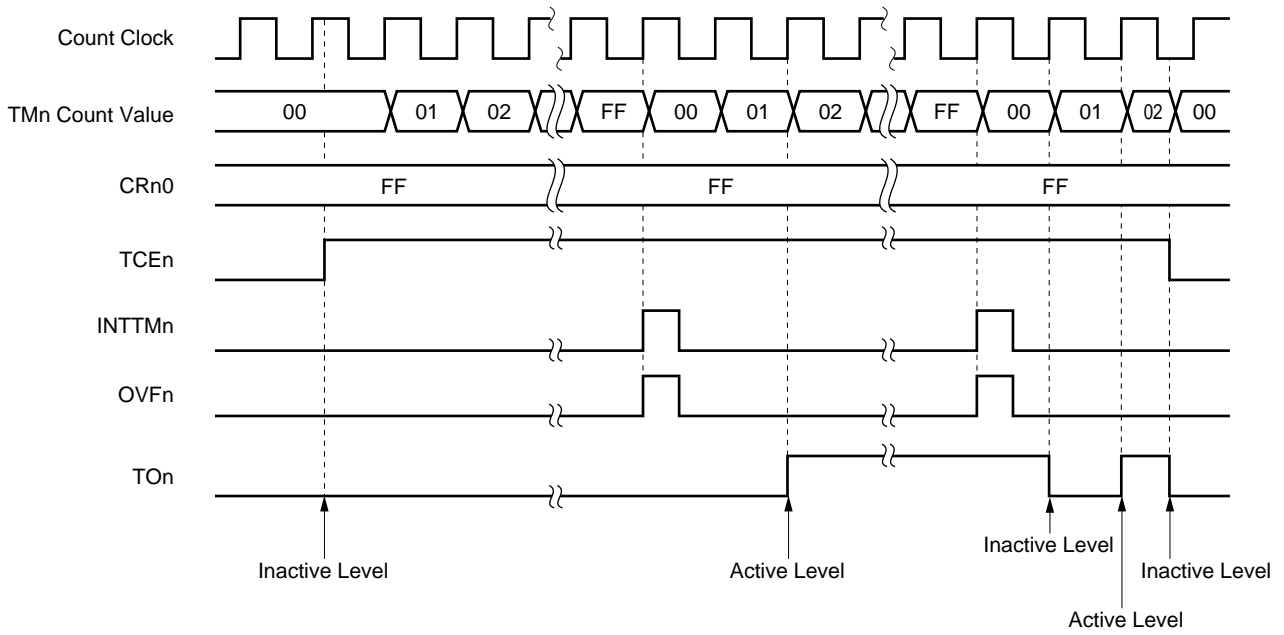 Count Clock
TMn Count Value 00 01 02 FF 00 01 02 FF 00 01 02 00
CRn0 FF FF FF
TCEn
INTTMn
OVFn
TOn
Inactive Level
Inactive Level Active Level Inactive Level
Active Level